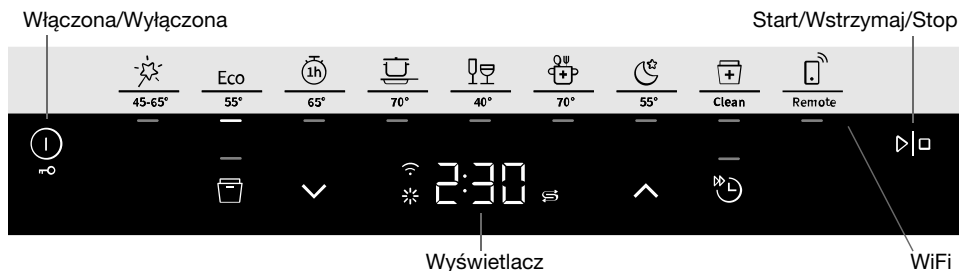 Włączona/Wyłączona
Start/Wstrzymaj/Stop
Eco
1h
45-65° 55° 65° 70° 40° 70° 55° Clean Remote
2:30
Wyświetlacz
WiFi